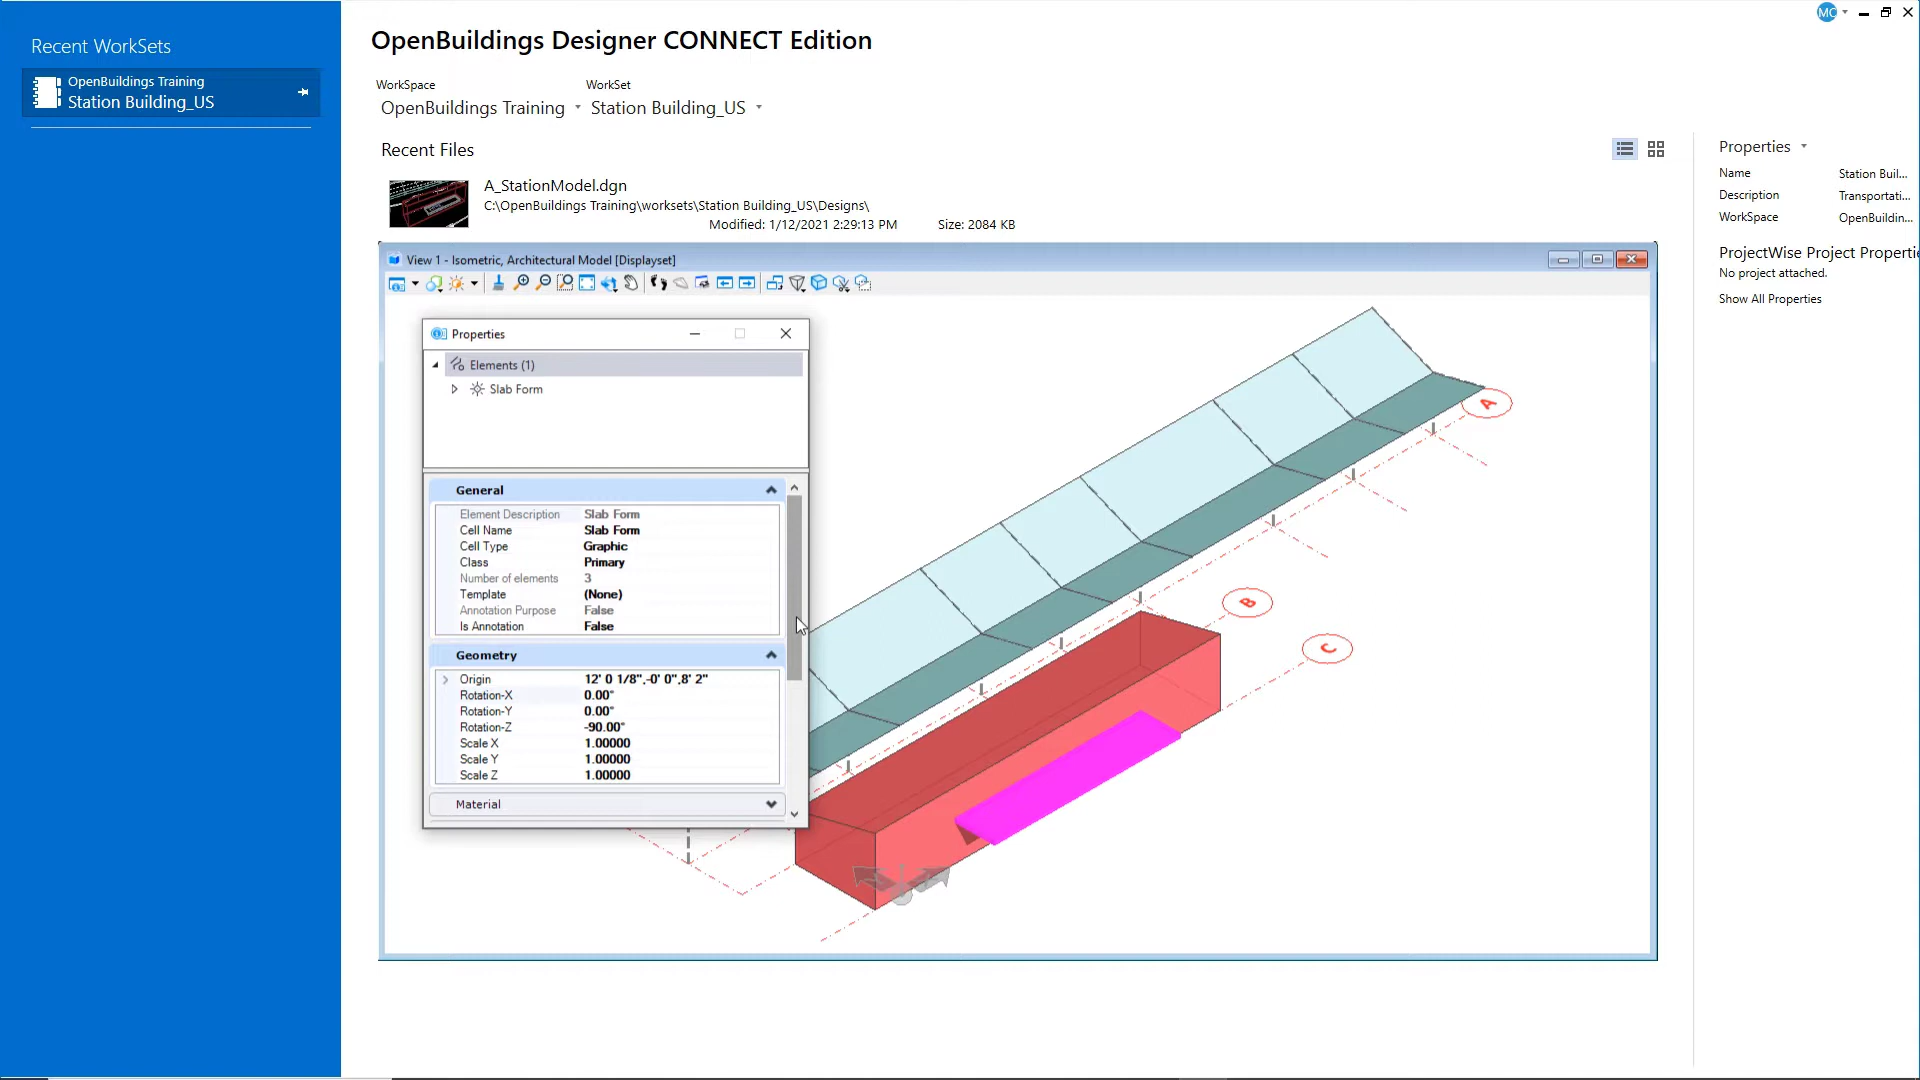 Recent WorkSets
OpenBuildings Training
Station Building_US
MC
OpenBuildings Designer CONNECT Edition
WorkSpace
WorkSet
OpenBuildings Training
Station Building_US
Recent Files
A_StationModel.dgn
C:\OpenBuildings Training\worksets\Station Building_US\Designs\
Modified: 1/12/2021 2:29:13 PM
Size: 2084 KB
Properties
Name Station Buil...
Description Transportati...
WorkSpace OpenBuildin...
ProjectWise Project Properti
No project attached.
Show All Properties
View 1 - Isometric, Architectural Model [Displayset]
Properties
Elements (1)
Slab Form
General
Element Description Slab Form
Cell Name Slab Form
Cell Type Graphic
Class Primary
Number of elements 3
Template (None)
Annotation Purpose False
Is Annotation False
Geometry
Origin 12' 0 1/8",-0' 0",8' 2"
Rotation-X 0.00°
Rotation-Y 0.00°
Rotation-Z -90.00°
Scale X 1.00000
Scale Y 1.00000
Scale Z 1.00000
Material
A
B
C